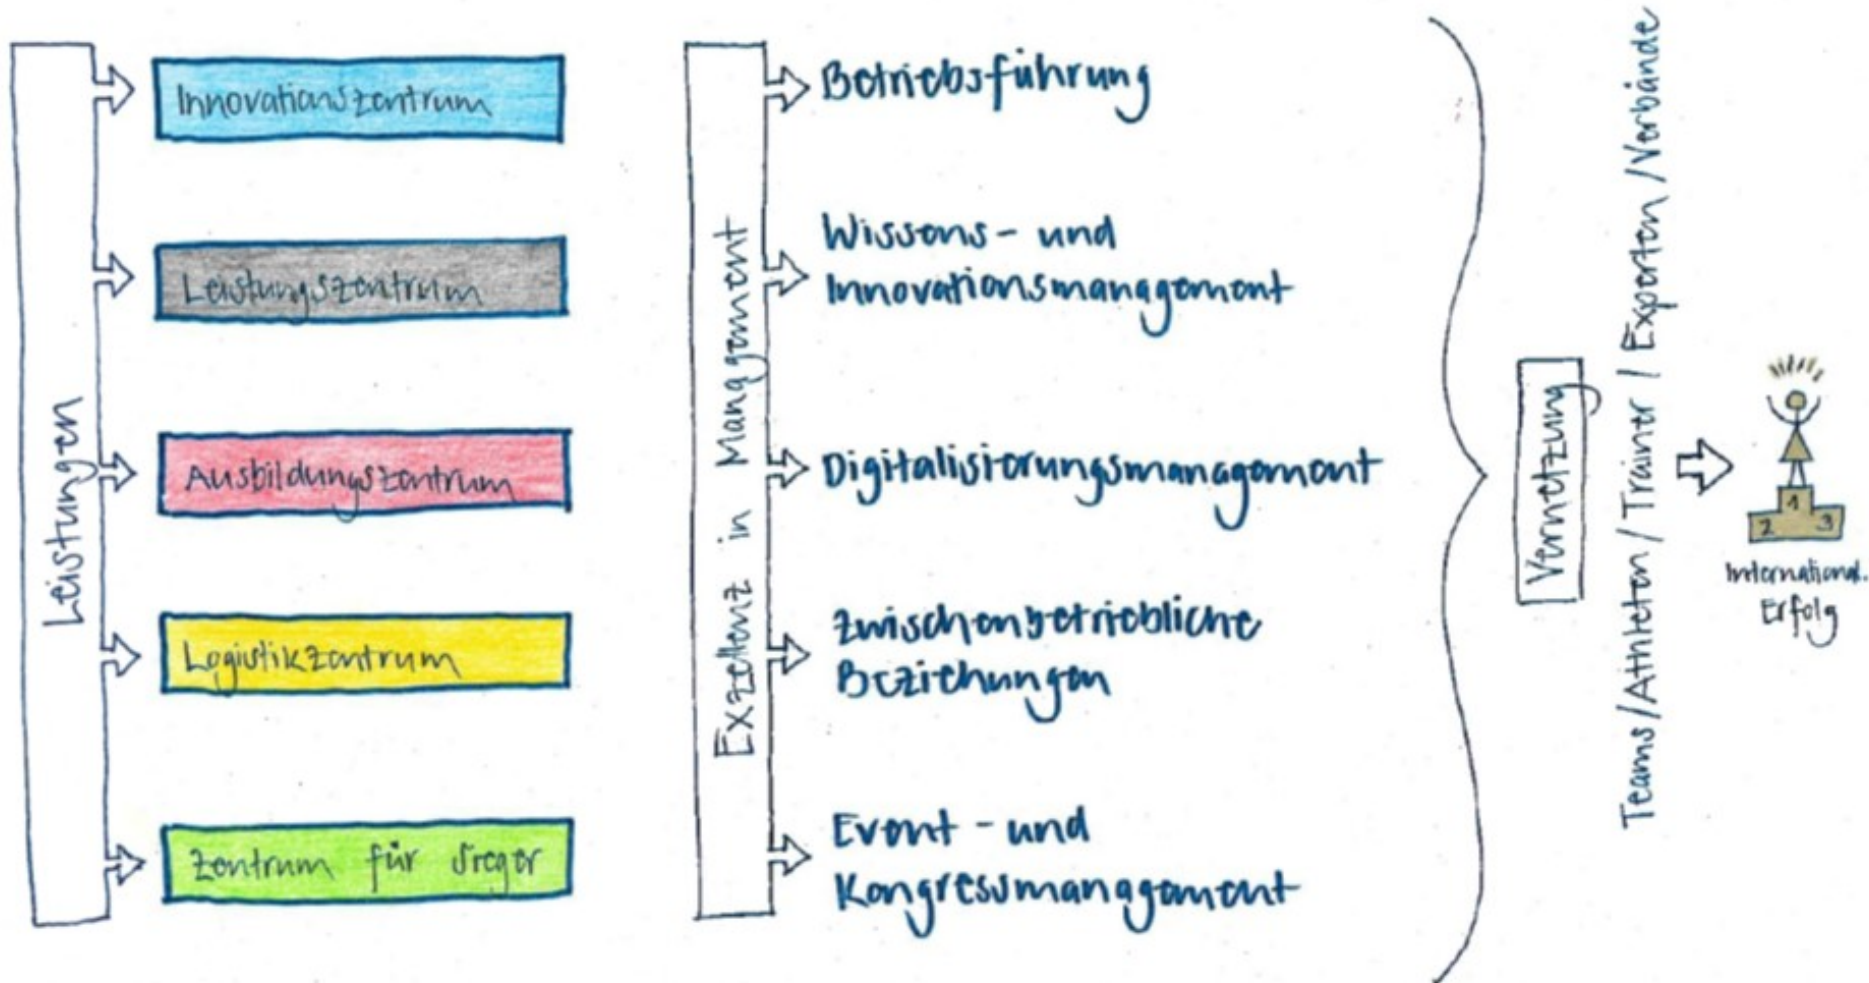 Leistungen
Innovationszentrum
Leistungszentrum
Ausbildungszentrum
Logistikzentrum
Zentrum für Sieger
Exzellenz in Management
Betriebsführung
Wissens- und
Innovationsmanagement
Digitalisierungsmanagement
Zwischenbetriebliche
Beziehungen
Event- und
Kongressmanagement
Vernetzung
Teams/Athleten/Trainer/Experten/Verbände
1
2
3
International.
Erfolg